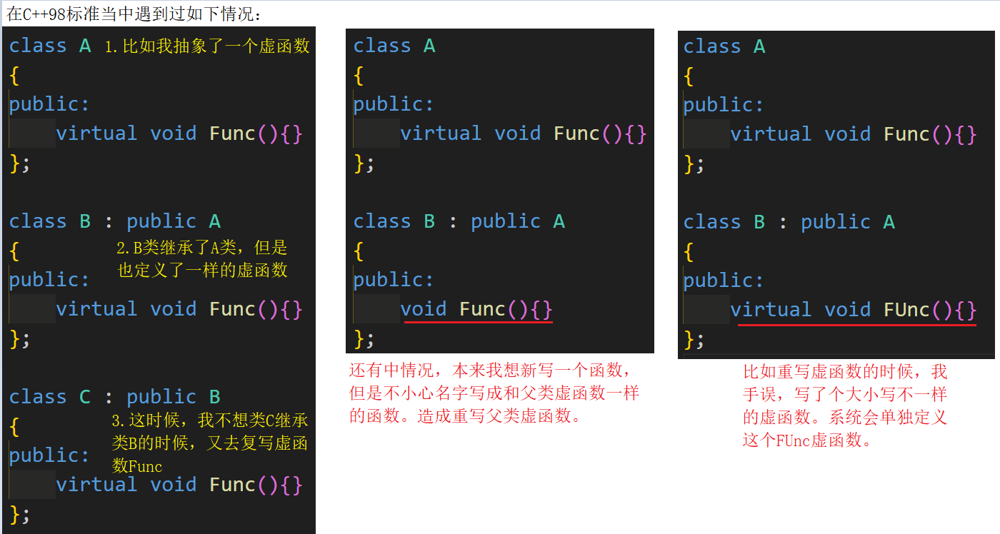 在C++98标准当中遇到过如下情况：
class A 1.比如我抽象了一个虚函数
{
public:
virtual void Func(){}
};
class B : public A
{
2.B类继承了A类，但是
也定义了一样的虚函数
public:
virtual void Func(){}
};
class C : public B
{
3.这时候，我不想类C继承
类B的时候，又去复写虚函
数Func
public:
virtual void Func(){}
};
class A
{
public:
virtual void Func(){}
};
class B : public A
{
public:
void Func(){}
};
还有中情况，本来我想新写一个函数，
但是不小心名字写成和父类虚函数一样
的函数。造成重写父类虚函数。
class A
{
public:
virtual void Func(){}
};
class B : public A
{
public:
virtual void FUnc(){}
};
比如重写虚函数的时候，我
手误，写了个大小写不一样
的虚函数。系统会单独定义
这个FUnc虚函数。